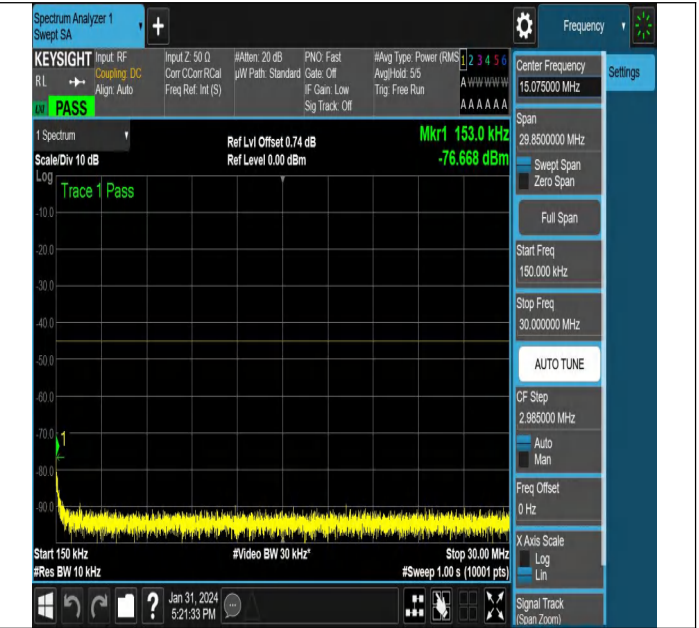 Spectrum Analyzer 1
Swept SA
+
Frequency
KEYSIGHT
RL
PASS
Input: RF
Coupling: DC
Align: Auto
Input Z: 50 Ω
Corr CCorr RCal
Freq Ref: Int (S)
#Atten: 20 dB
µW Path: Standard
PNO: Fast
Gate: Off
IF Gain: Low
Sig Track: Off
#Avg Type: Power (RMS
Avg|Hold: 5/5
Trig: Free Run
1 2 3 4 5 6
A W W W W W
A A A A A A
1 Spectrum
Scale/Div 10 dB
Log
Ref Lvl Offset 0.74 dB
Ref Level 0.00 dBm
Mkr1 153.0 kHz
-76.668 dBm
Trace 1 Pass
-10.0
-20.0
-30.0
-40.0
-50.0
-60.0
-70.0
1
-80.0
-90.0
Start 150 kHz
#Video BW 30 kHz*
Stop 30.00 MHz
#Res BW 10 kHz
#Sweep 1.00 s (10001 pts)
?
Jan 31, 2024
5:21:33 PM
Center Frequency
15.075000 MHz
Settings
Span
29.8500000 MHz
Swept Span
Zero Span
Full Span
Start Freq
150.000 kHz
Stop Freq
30.000000 MHz
AUTO TUNE
CF Step
2.985000 MHz
Auto
Man
Freq Offset
0 Hz
X Axis Scale
Log
Lin
Signal Track
(Span Zoom)